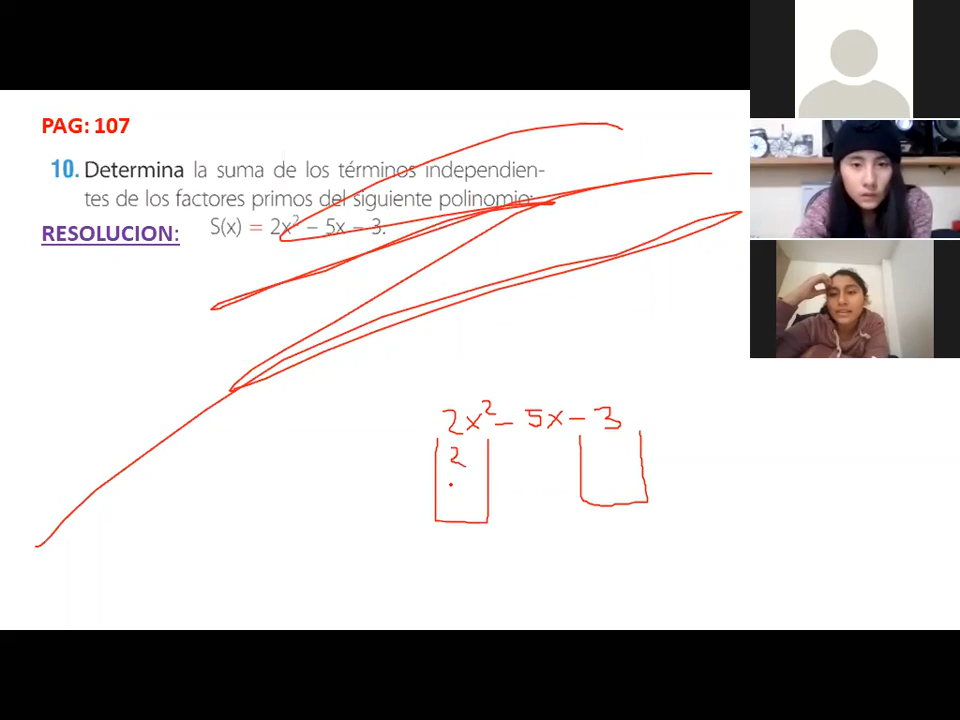 PAG: 107
10. Determina la suma de los términos independien-
tes de los factores primos del siguiente polinomio:
S(x) = 2x² – 5x – 3.
RESOLUCION:
2x² – 5x – 3
2